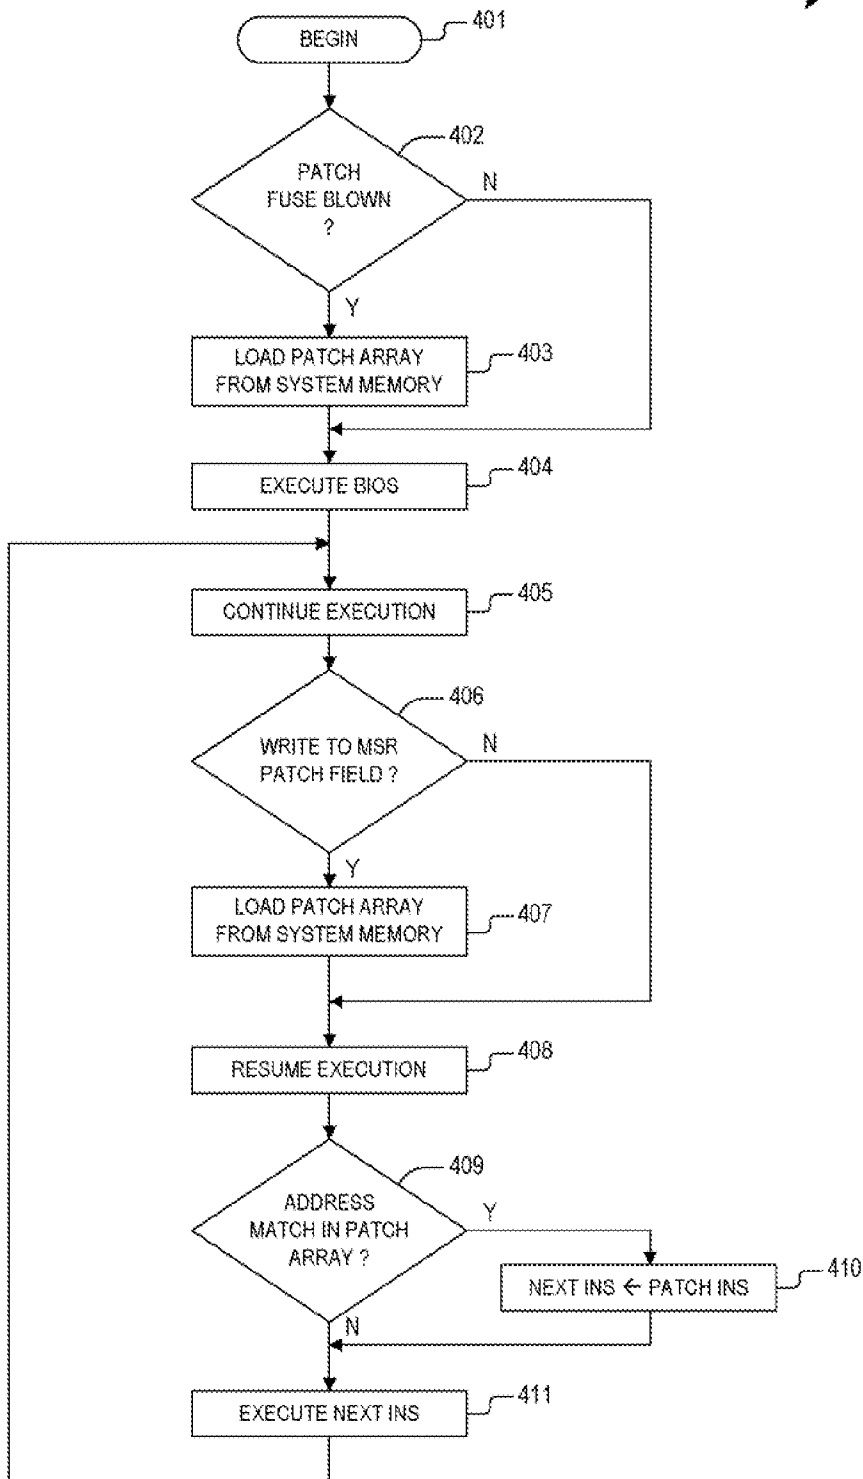 BEGIN
401
402
PATCH
FUSE BLOWN
?
N
Y
LOAD PATCH ARRAY
FROM SYSTEM MEMORY
403
EXECUTE BIOS
404
CONTINUE EXECUTION
405
406
WRITE TO MSR
PATCH FIELD ?
N
Y
LOAD PATCH ARRAY
FROM SYSTEM MEMORY
407
RESUME EXECUTION
408
409
ADDRESS
MATCH IN PATCH
ARRAY ?
Y
NEXT INS ← PATCH INS
410
N
EXECUTE NEXT INS
411